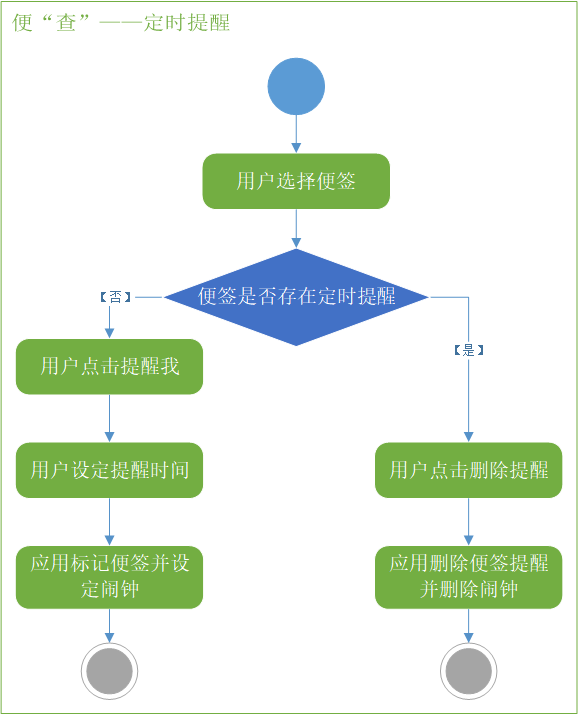 便“查”——定时提醒
用户选择便签
便签是否存在定时提醒
【否】
【是】
用户点击提醒我
用户设定提醒时间
用户点击删除提醒
应用标记便签并设
定闹钟
应用删除便签提醒
并删除闹钟